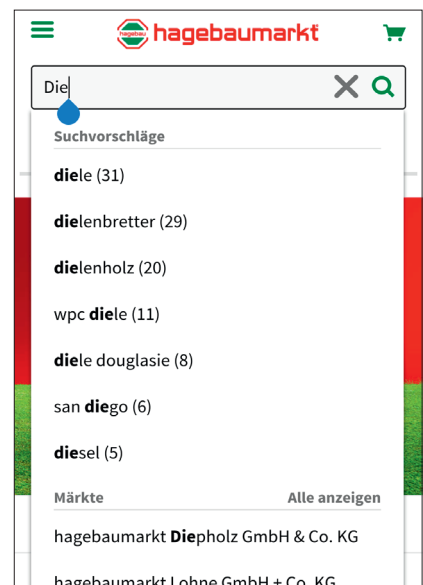 hagebau hagebaumarkt
Die
Suchvorschläge
diele (31)
dielenbretter (29)
dielenholz (20)
wpc diele (11)
diele douglasie (8)
san diego (6)
diesel (5)
Märkte Alle anzeigen
hagebaumarkt Diepholz GmbH & Co. KG
hagebaumarkt Lohne GmbH + Co. KG